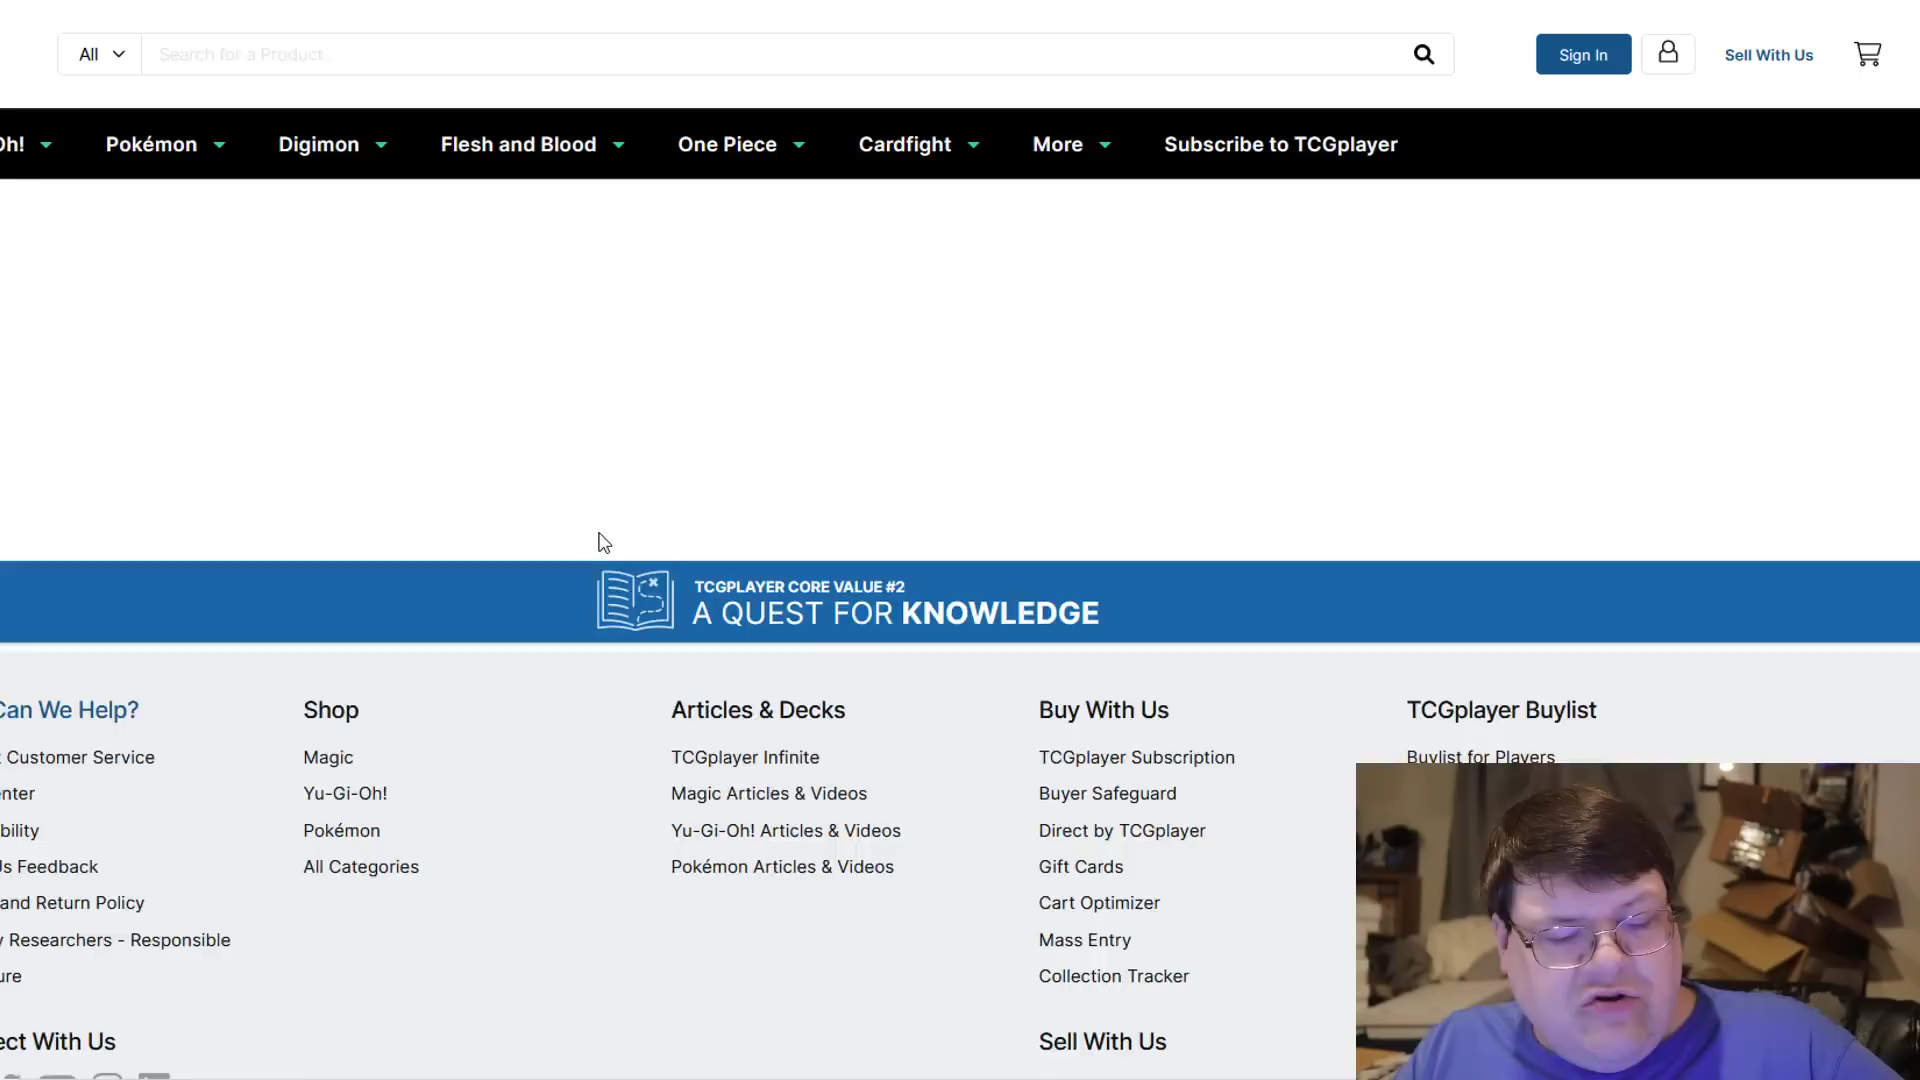 All
Search for a Product...
Sign In
Sell With Us
Oh!
Pokémon
Digimon
Flesh and Blood
One Piece
Cardfight
More
Subscribe to TCGplayer
TCGPLAYER CORE VALUE #2
A QUEST FOR KNOWLEDGE
Can We Help?
Customer Service
enter
bility
Us Feedback
and Return Policy
y Researchers - Responsible
ure
ect With Us
Shop
Magic
Yu-Gi-Oh!
Pokémon
All Categories
Articles & Decks
TCGplayer Infinite
Magic Articles & Videos
Yu-Gi-Oh! Articles & Videos
Pokémon Articles & Videos
Buy With Us
TCGplayer Subscription
Buyer Safeguard
Direct by TCGplayer
Gift Cards
Cart Optimizer
Mass Entry
Collection Tracker
Sell With Us
TCGplayer Buylist
Buylist for Players